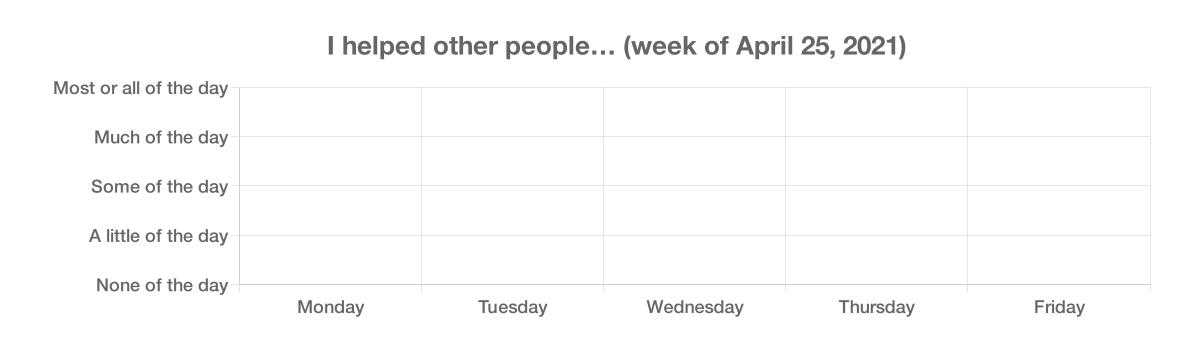 I helped other people… (week of April 25, 2021)
Most or all of the day
Much of the day
Some of the day
A little of the day
None of the day
Monday Tuesday Wednesday Thursday Friday